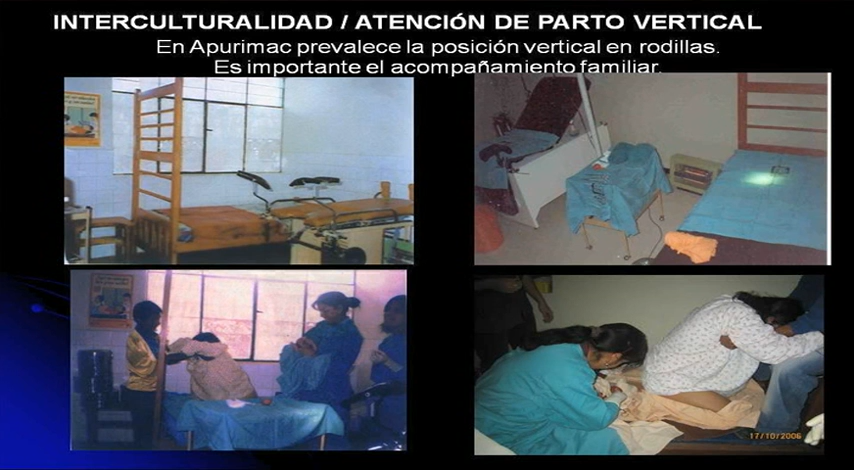 INTERCULTURALIDAD / ATENCIÓN DE PARTO VERTICAL
En Apurimac prevalece la posición vertical en rodillas.
Es importante el acompañamiento familiar.
17/10/2006